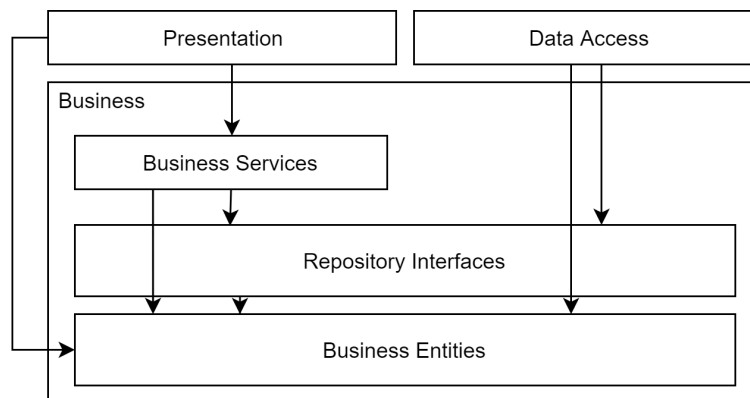 Presentation
Data Access
Business
Business Services
Repository Interfaces
Business Entities